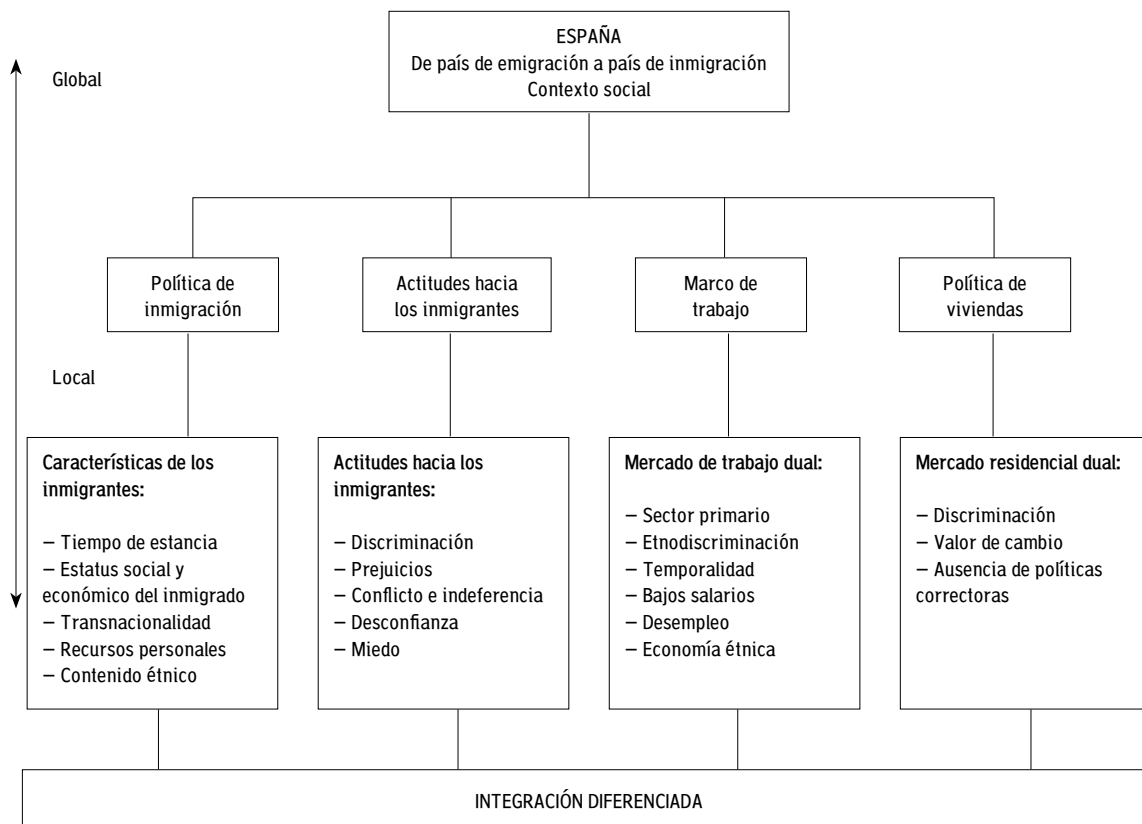 ESPAÑA
De país de emigración a país de inmigración
Contexto social
Global
Política de
inmigración
Actitudes hacia
los inmigrantes
Marco de
trabajo
Política de
viviendas
Local
Características de los
inmigrantes:
– Tiempo de estancia
– Estatus social y
económico del inmigrado
– Transnacionalidad
– Recursos personales
– Contenido étnico
Actitudes hacia los
inmigrantes:
– Discriminación
– Prejuicios
– Conflicto e indeferencia
– Desconfianza
– Miedo
Mercado de trabajo dual:
– Sector primario
– Etnodiscriminación
– Temporalidad
– Bajos salarios
– Desempleo
– Economía étnica
Mercado residencial dual:
– Discriminación
– Valor de cambio
– Ausencia de políticas
correctoras
INTEGRACIÓN DIFERENCIADA